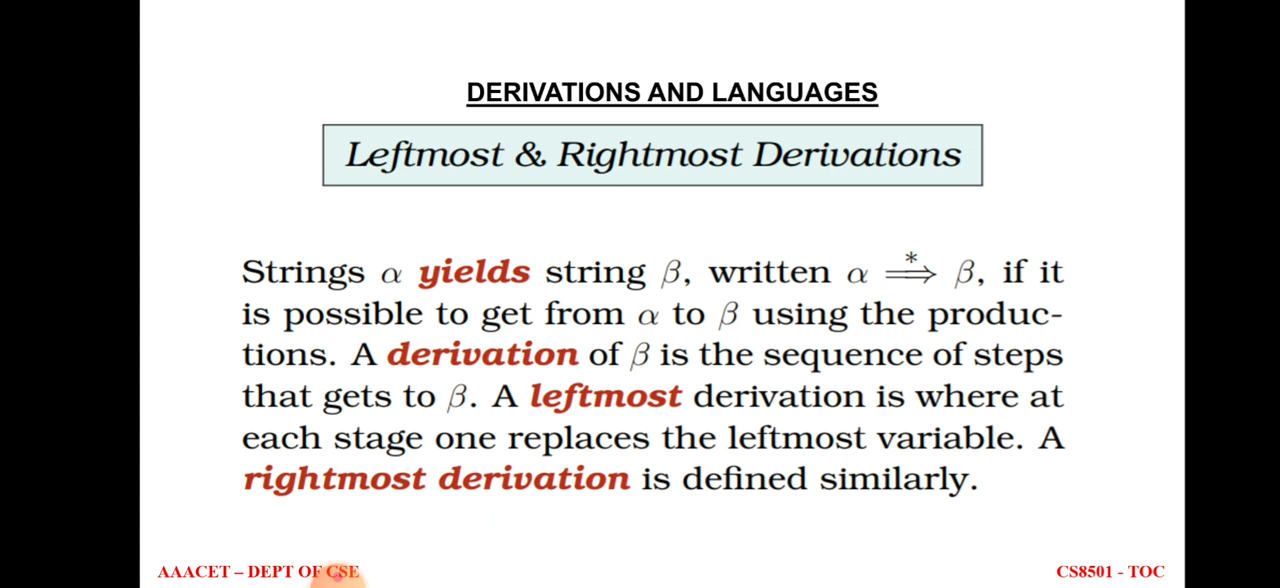 DERIVATIONS AND LANGUAGES
Leftmost & Rightmost Derivations
Strings α yields string β, written α ⇒* β, if it
is possible to get from α to β using the produc-
tions. A derivation of β is the sequence of steps
that gets to β. A leftmost derivation is where at
each stage one replaces the leftmost variable. A
rightmost derivation is defined similarly.
AAACET – DEPT OF CSE
CS8501 - TOC